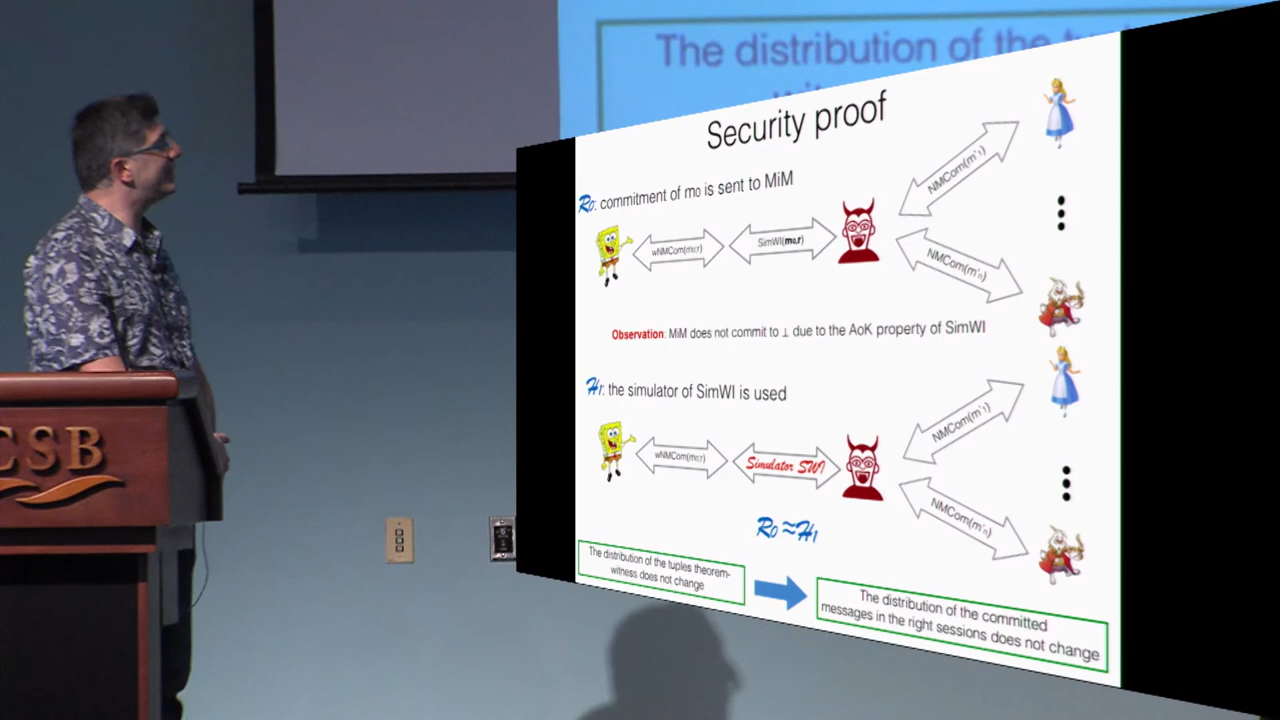 The distribution of the
Security proof
R0: commitment of m0 is sent to MiM
wNMCom(m0;r)
SimWI(m0,r)
NMCom(m'1)
NMCom(m'n)
Observation: MiM does not commit to ⊥ due to the AoK property of SimWI
H1: the simulator of SimWI is used
wNMCom(m0;r)
Simulator SWI
NMCom(m'1)
NMCom(m'n)
R0 ≈ H1
The distribution of the tuples theorem-
witness does not change
The distribution of the committed
messages in the right sessions does not change
CSB